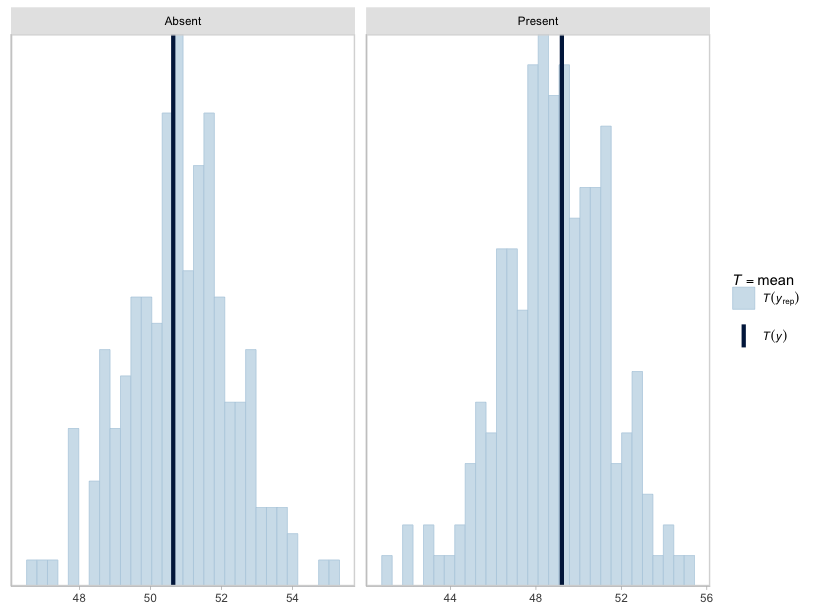 Absent
Present
T = mean
T(yrep)
T(y)
48 50 52 54
44 48 52 56